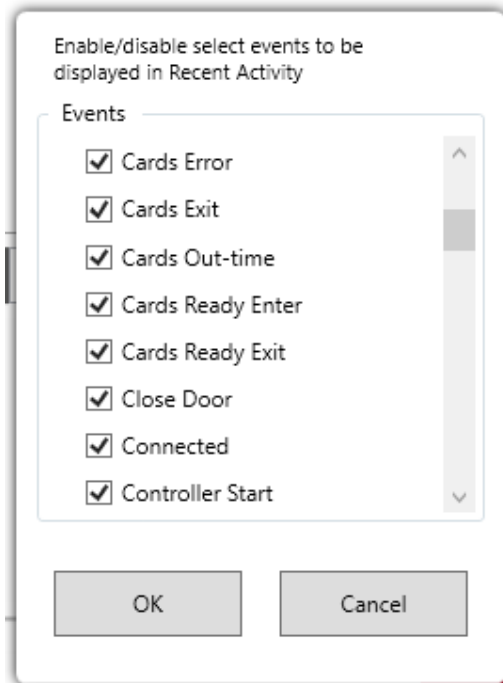 Enable/disable select events to be
displayed in Recent Activity
Events
Cards Error
Cards Exit
Cards Out-time
Cards Ready Enter
Cards Ready Exit
Close Door
Connected
Controller Start
OK
Cancel